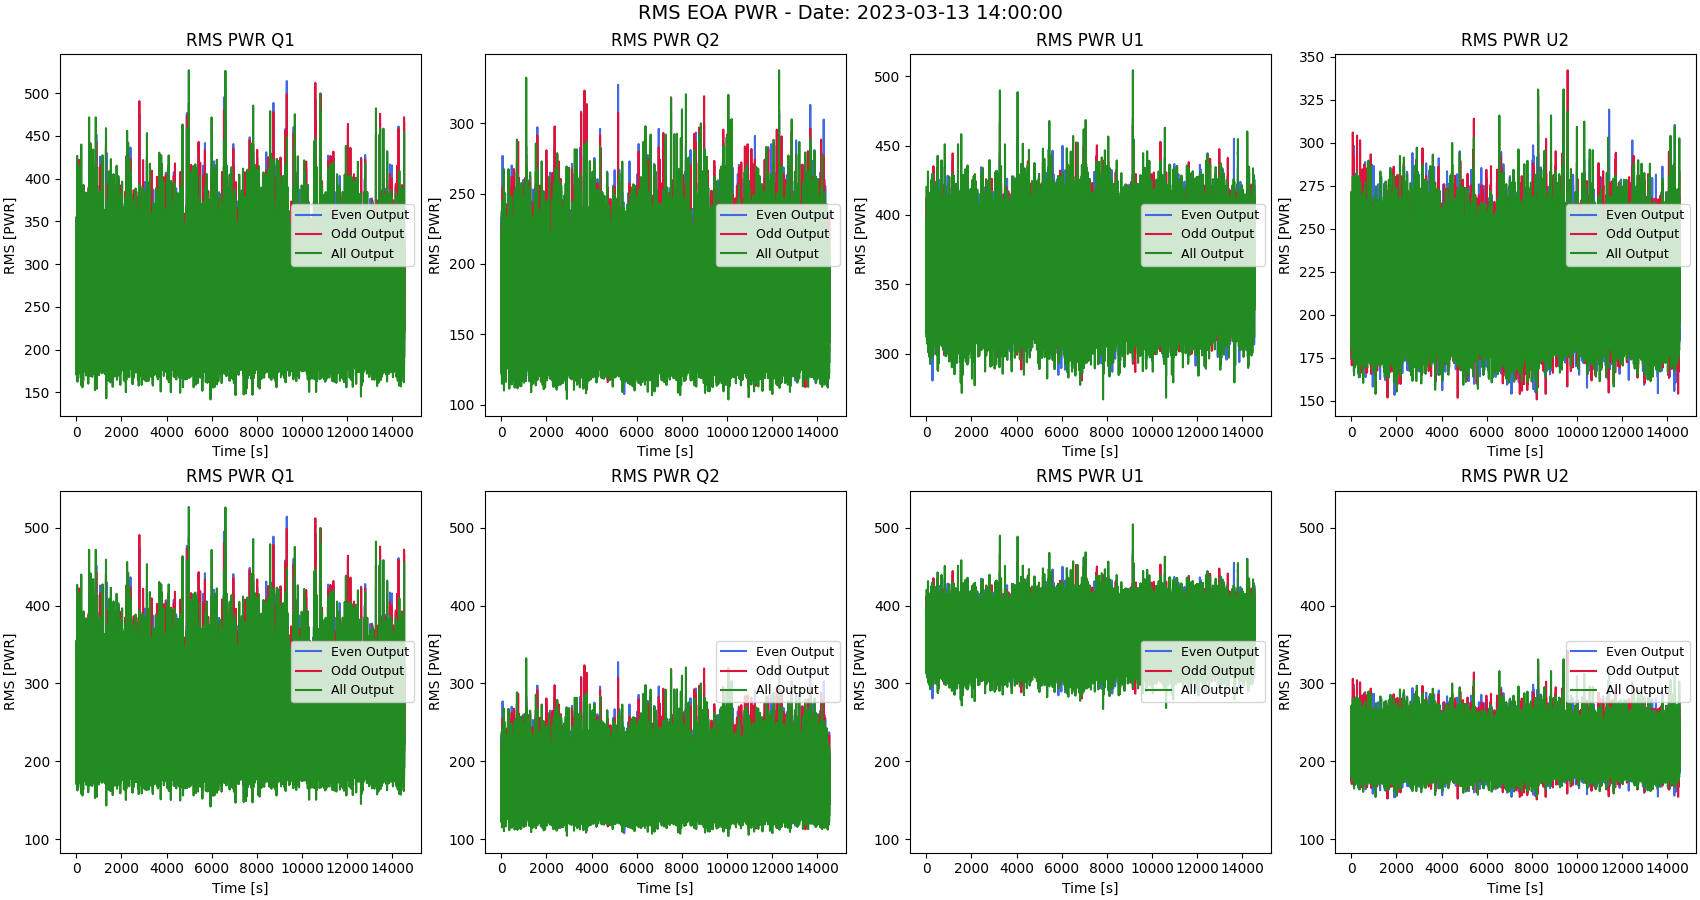 RMS EOA PWR - Date: 2023-03-13 14:00:00
RMS PWR Q1
RMS [PWR]
500
450
400
350
300
250
200
150
0 2000 4000 6000 8000 10000 12000 14000
Time [s]
Even Output
Odd Output
All Output
RMS PWR Q2
RMS [PWR]
300
250
200
150
100
0 2000 4000 6000 8000 10000 12000 14000
Time [s]
Even Output
Odd Output
All Output
RMS PWR U1
RMS [PWR]
500
450
400
350
300
0 2000 4000 6000 8000 10000 12000 14000
Time [s]
Even Output
Odd Output
All Output
RMS PWR U2
RMS [PWR]
350
325
300
275
250
225
200
175
150
0 2000 4000 6000 8000 10000 12000 14000
Time [s]
Even Output
Odd Output
All Output
RMS PWR Q1
RMS [PWR]
500
400
300
200
100
0 2000 4000 6000 8000 10000 12000 14000
Time [s]
Even Output
Odd Output
All Output
RMS PWR Q2
RMS [PWR]
500
400
300
200
100
0 2000 4000 6000 8000 10000 12000 14000
Time [s]
Even Output
Odd Output
All Output
RMS PWR U1
RMS [PWR]
500
400
300
200
100
0 2000 4000 6000 8000 10000 12000 14000
Time [s]
Even Output
Odd Output
All Output
RMS PWR U2
RMS [PWR]
500
400
300
200
100
0 2000 4000 6000 8000 10000 12000 14000
Time [s]
Even Output
Odd Output
All Output